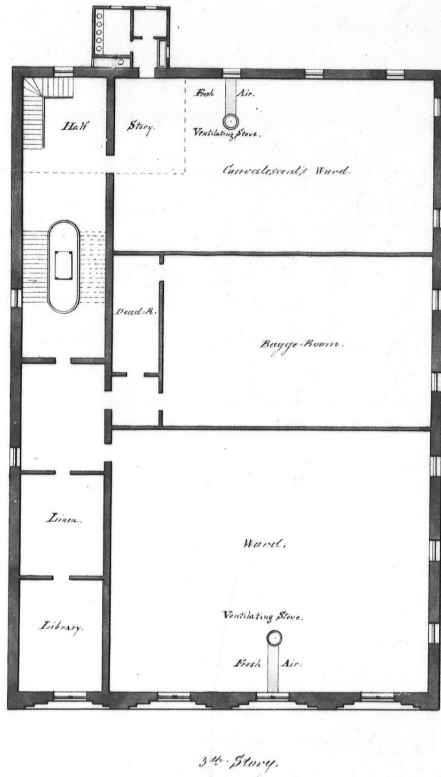 Fresh Air.
Half Story. Ventilating Stove.
Convalescent's Ward.
Dead-R.
Bagge-Room.
Linen.
Ward.
Ventilating Stove.
Library.
Fresh Air.
3th Story.